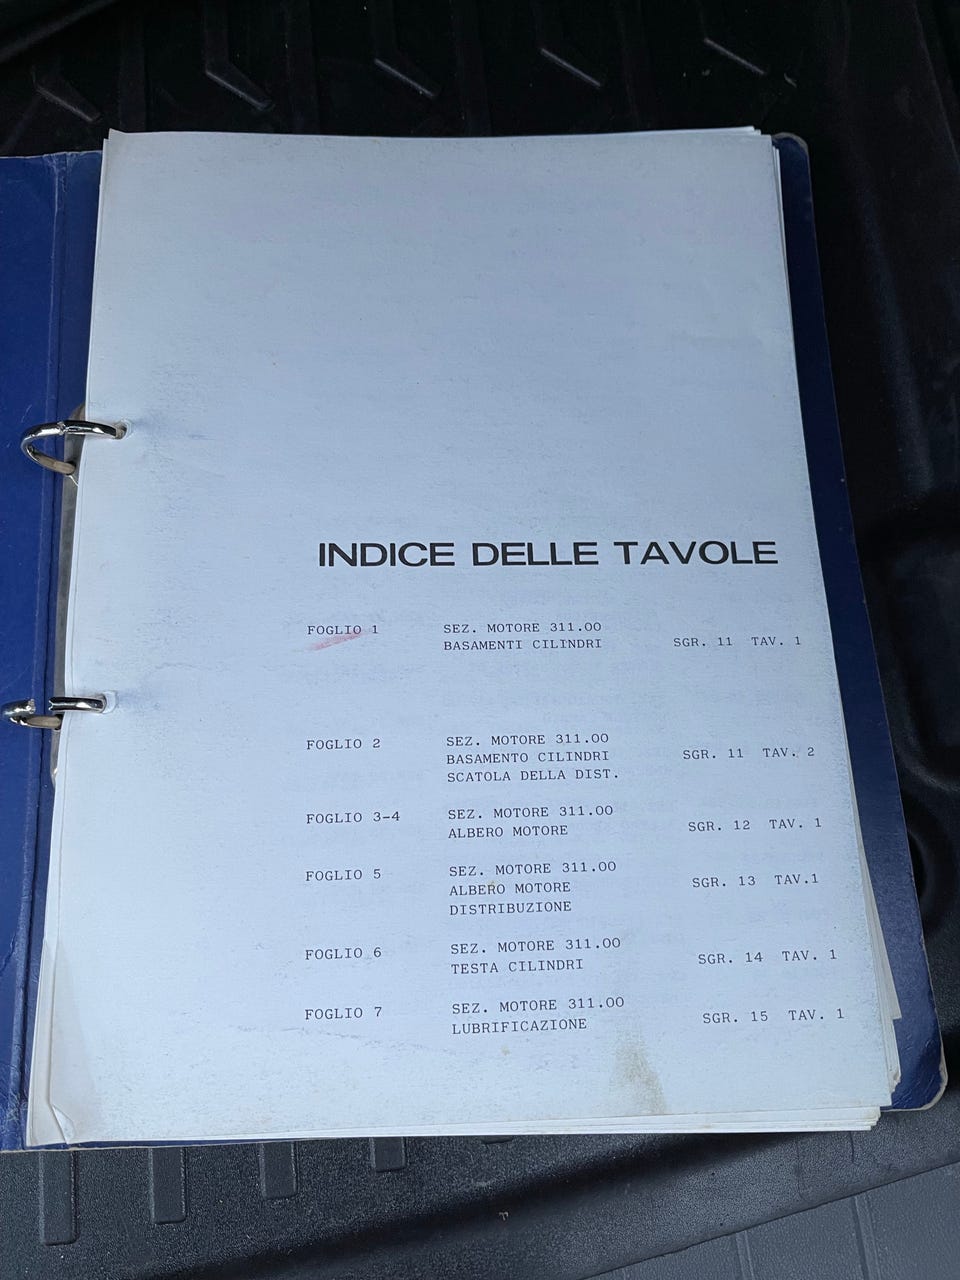 INDICE DELLE TAVOLE
FOGLIO 1 SEZ. MOTORE 311.00
BASAMENTI CILINDRI SGR. 11 TAV. 1
FOGLIO 2 SEZ. MOTORE 311.00
BASAMENTO CILINDRI SGR. 11 TAV. 2
SCATOLA DELLA DIST.
FOGLIO 3-4 SEZ. MOTORE 311.00
ALBERO MOTORE SGR. 12 TAV. 1
FOGLIO 5 SEZ. MOTORE 311.00
ALBERO MOTORE SGR. 13 TAV.1
DISTRIBUZIONE
FOGLIO 6 SEZ. MOTORE 311.00
TESTA CILINDRI SGR. 14 TAV. 1
FOGLIO 7 SEZ. MOTORE 311.00
LUBRIFICAZIONE SGR. 15 TAV. 1